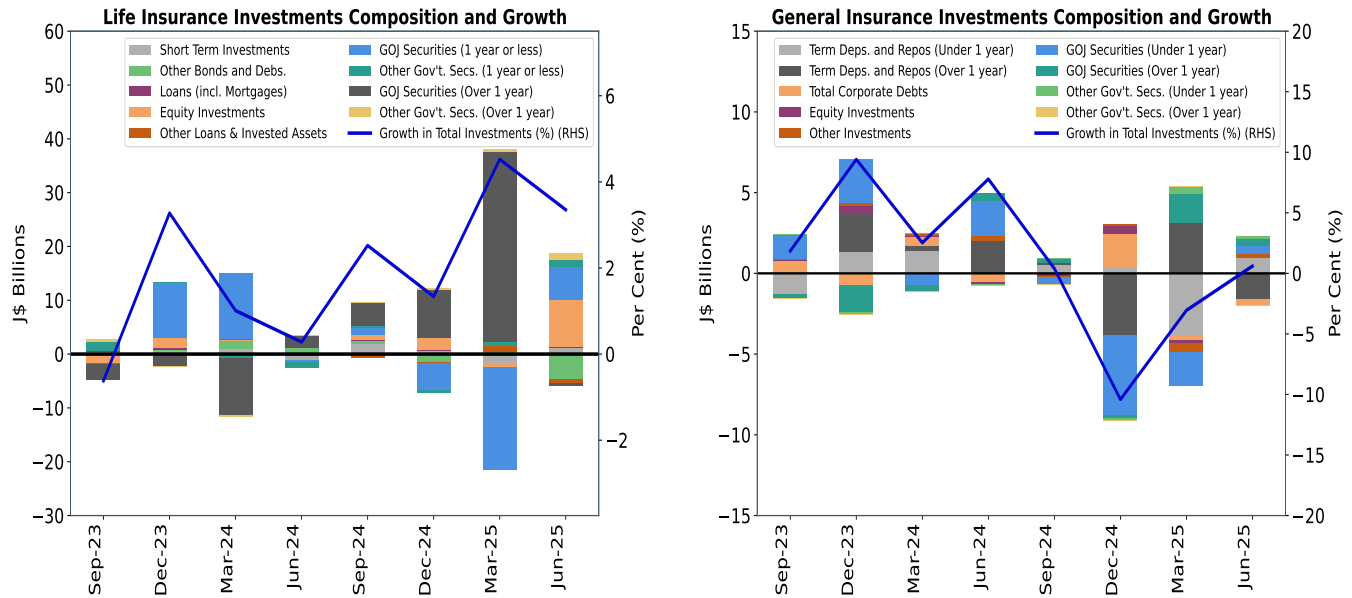 Life Insurance Investments Composition and Growth
Short Term Investments
Other Bonds and Debs.
Loans (incl. Mortgages)
Equity Investments
Other Loans & Invested Assets
GOJ Securities (1 year or less)
Other Gov't. Secs. (1 year or less)
GOJ Securities (Over 1 year)
Other Gov't. Secs. (Over 1 year)
Growth in Total Investments (%) (RHS)
J$ Billions
60
50
40
30
20
10
0
−10
−20
−30
Per Cent (%)
6
4
2
0
−2
Sep-23
Dec-23
Mar-24
Jun-24
Sep-24
Dec-24
Mar-25
Jun-25
General Insurance Investments Composition and Growth
Term Deps. and Repos (Under 1 year)
Term Deps. and Repos (Over 1 year)
Total Corporate Debts
Equity Investments
Other Investments
GOJ Securities (Under 1 year)
GOJ Securities (Over 1 year)
Other Gov't. Secs. (Under 1 year)
Other Gov't. Secs. (Over 1 year)
Growth in Total Investments (%) (RHS)
J$ Billions
15
10
5
0
−5
−10
−15
Per Cent (%)
20
15
10
5
0
−5
−10
−15
−20
Sep-23
Dec-23
Mar-24
Jun-24
Sep-24
Dec-24
Mar-25
Jun-25